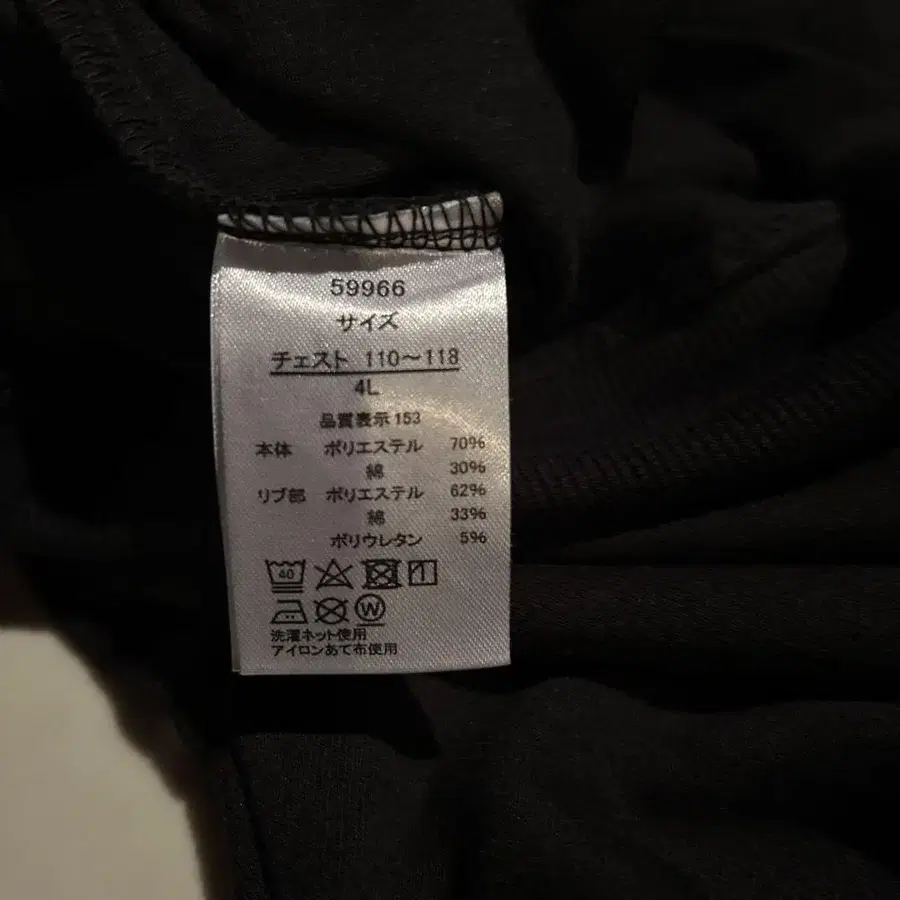 59966
サイズ
チェスト 110〜118
4L
品質表示 153
本体 ポリエステル 70%
綿 30%
リブ部 ポリエステル 62%
綿 33%
ポリウレタン 5%
40
W
洗濯ネット使用
アイロンあて布使用